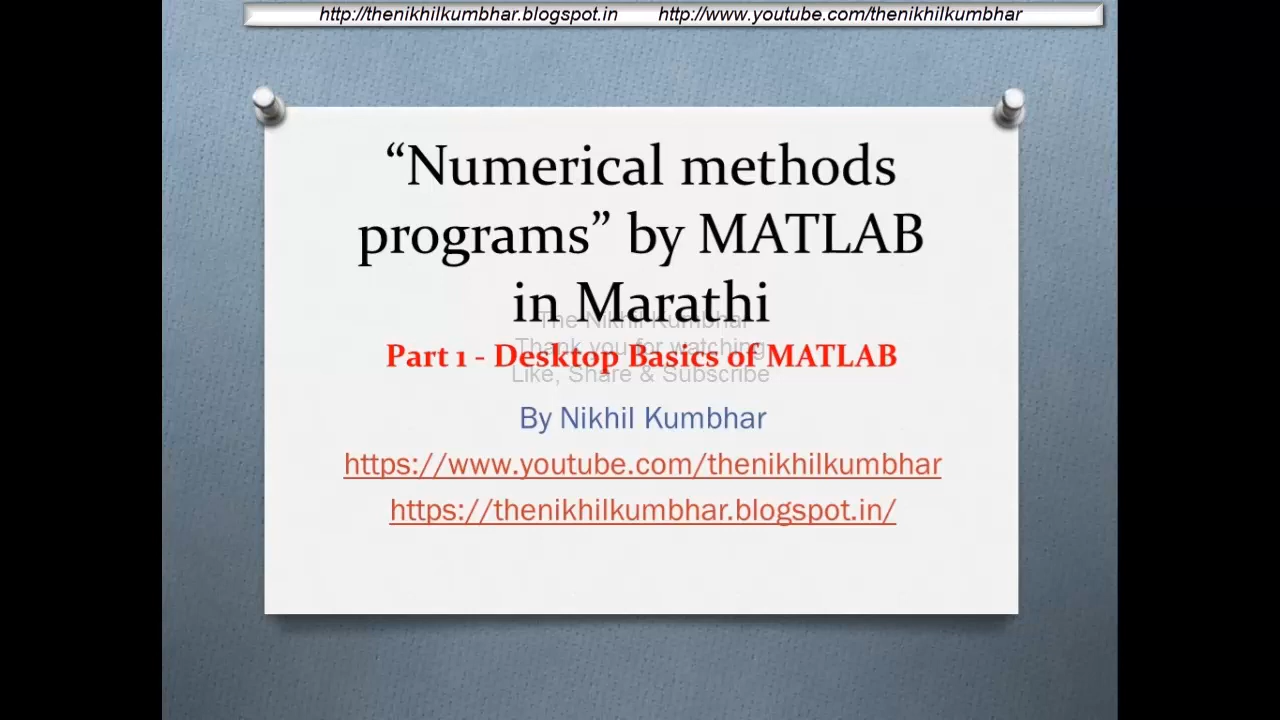 http://thenikhilkumbhar.blogspot.in http://www.youtube.com/thenikhilkumbhar
“Numerical methods
programs” by MATLAB
in Marathi
The Nikhil Kumbhar
Thank you for watching
Part 1 - Desktop Basics of MATLAB
Like, Share & Subscribe
By Nikhil Kumbhar
https://www.youtube.com/thenikhilkumbhar
https://thenikhilkumbhar.blogspot.in/